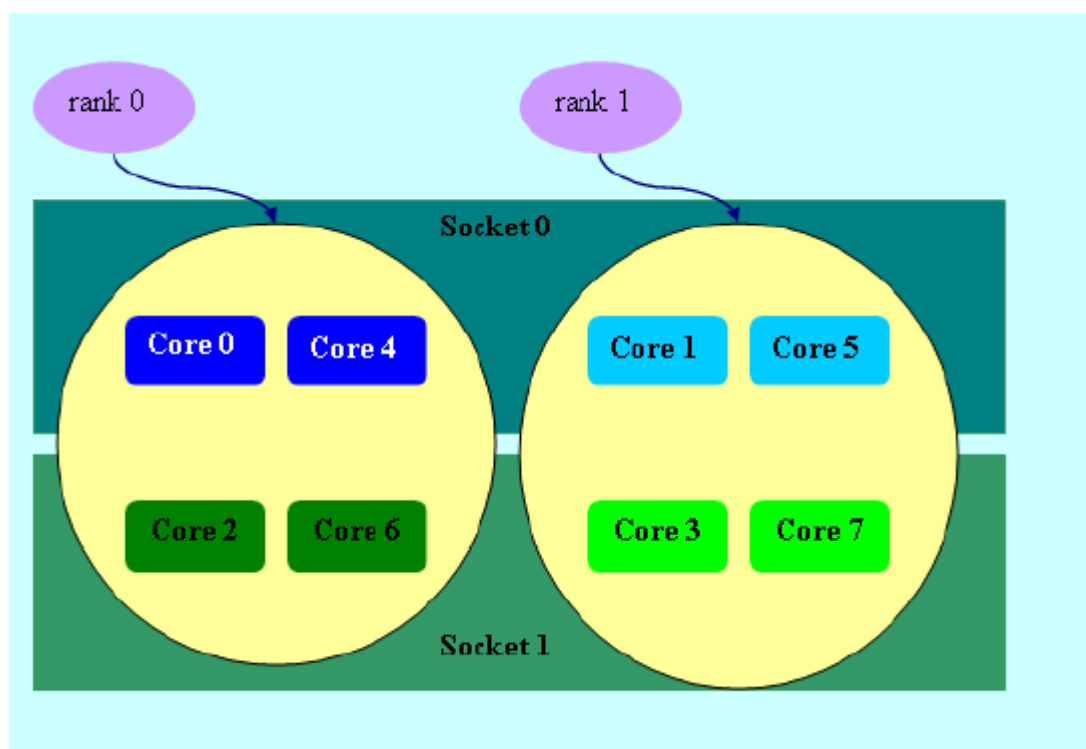 rank 0
rank 1
Socket 0
Core 0
Core 4
Core 1
Core 5
Core 2
Core 6
Core 3
Core 7
Socket 1